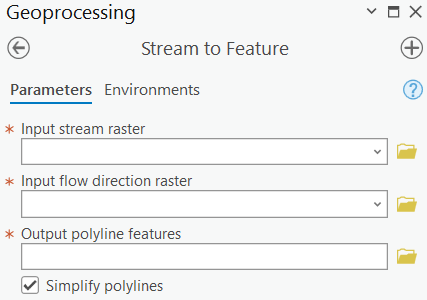 Geoprocessing
Stream to Feature
Parameters Environments
?
* Input stream raster
* Input flow direction raster
* Output polyline features
Simplify polylines